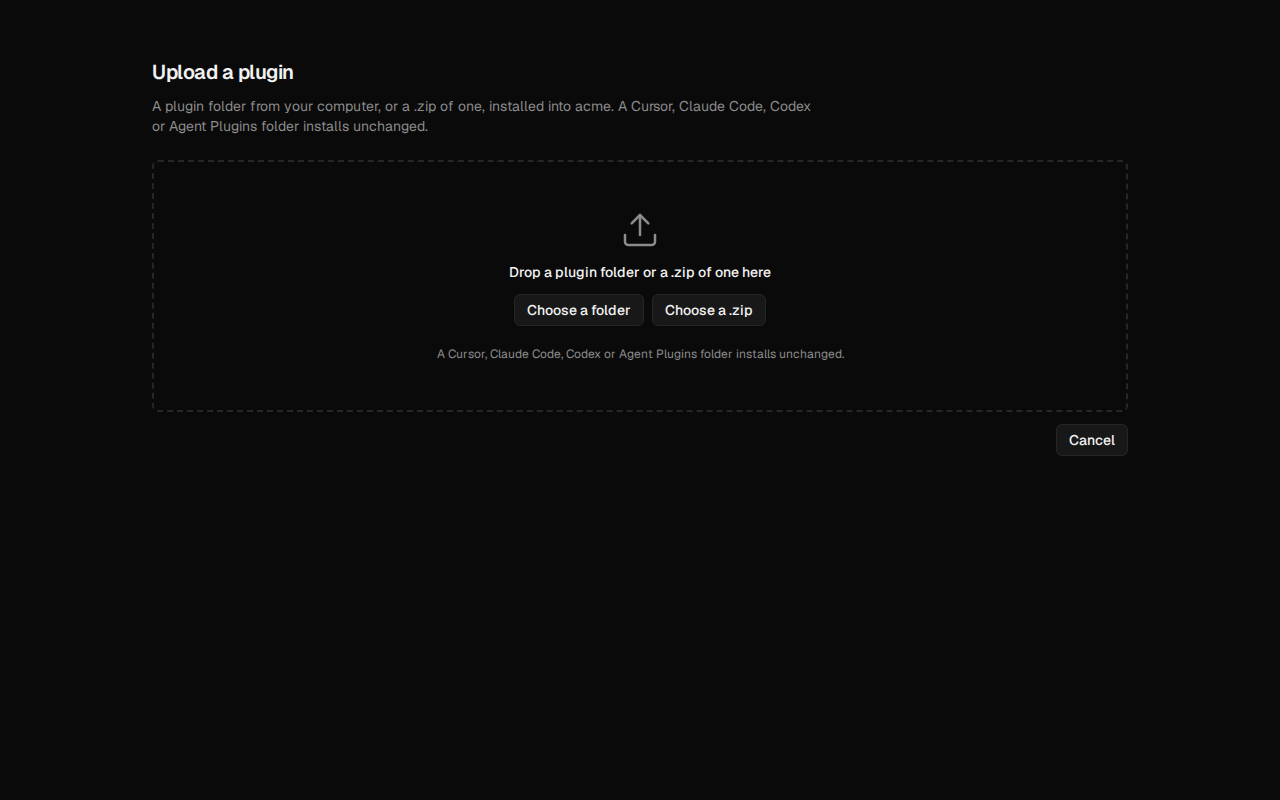 Upload a plugin
A plugin folder from your computer, or a .zip of one, installed into acme. A Cursor, Claude Code, Codex
or Agent Plugins folder installs unchanged.
Drop a plugin folder or a .zip of one here
Choose a folder
Choose a .zip
A Cursor, Claude Code, Codex or Agent Plugins folder installs unchanged.
Cancel